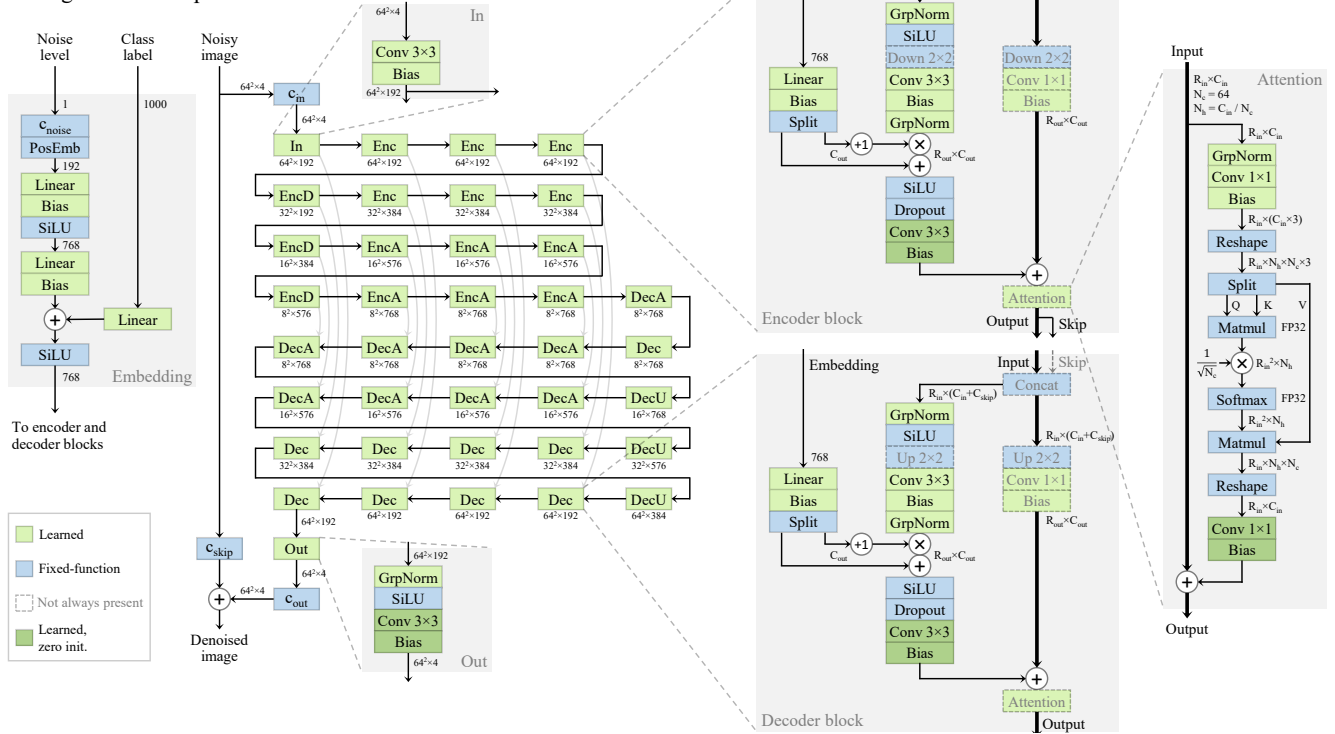 Noise
level
Class
label
Noisy
image
1
1000
c_noise
PosEmb
192
Linear
Bias
SiLU
768
Linear
Bias
+
Linear
SiLU
768
Embedding
To encoder and
decoder blocks
Learned
Fixed-function
Not always present
Learned,
zero init.
64²×4
c_in
64²×4
64²×4
Conv 3×3
Bias
64²×192
In
In
Enc
Enc
Enc
64²×192
64²×192
64²×192
64²×192
EncD
Enc
Enc
Enc
32²×192
32²×384
32²×384
32²×384
EncD
EncA
EncA
EncA
16²×384
16²×576
16²×576
16²×576
EncD
EncA
EncA
EncA
DecA
8²×576
8²×768
8²×768
8²×768
8²×768
DecA
DecA
DecA
DecA
Dec
8²×768
8²×768
8²×768
8²×768
8²×768
DecA
DecA
DecA
DecA
DecU
16²×576
16²×576
16²×576
16²×576
16²×768
Dec
Dec
Dec
Dec
DecU
32²×384
32²×384
32²×384
32²×384
32²×576
Dec
Dec
Dec
Dec
DecU
64²×192
64²×192
64²×192
64²×192
64²×384
64²×192
Out
64²×4
c_skip
64²×4
+
c_out
Denoised
image
64²×192
GrpNorm
SiLU
Conv 3×3
Bias
64²×4
Out
768
Linear
Bias
Split
C_out
+1
GrpNorm
SiLU
Down 2×2
Conv 3×3
Bias
GrpNorm
×
+
R_out×C_out
SiLU
Dropout
Conv 3×3
Bias
Down 2×2
Conv 1×1
Bias
R_out×C_out
+
Attention
Output
Skip
Encoder block
Embedding
Input
Skip
Concat
R_in×(C_in+C_skip)
768
Linear
Bias
Split
C_out
+1
GrpNorm
SiLU
Up 2×2
Conv 3×3
Bias
GrpNorm
×
+
R_out×C_out
SiLU
Dropout
Conv 3×3
Bias
R_in×(C_in+C_skip)
Up 2×2
Conv 1×1
Bias
R_out×C_out
+
Attention
Output
Decoder block
Input
Attention
R_in×C_in
N_c = 64
N_h = C_in / N_c
R_in×C_in
GrpNorm
Conv 1×1
Bias
R_in×(C_in×3)
Reshape
R_in×N_h×N_c×3
Split
Q
K
V
Matmul
FP32
1
√N_c
×
R_in²×N_h
Softmax
FP32
R_in²×N_h
Matmul
R_in×N_h×N_c
Reshape
R_in×C_in
Conv 1×1
Bias
+
Output